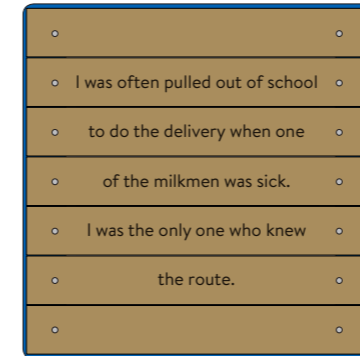 I was often pulled out of school
to do the delivery when one
of the milkmen was sick.
I was the only one who knew
the route.